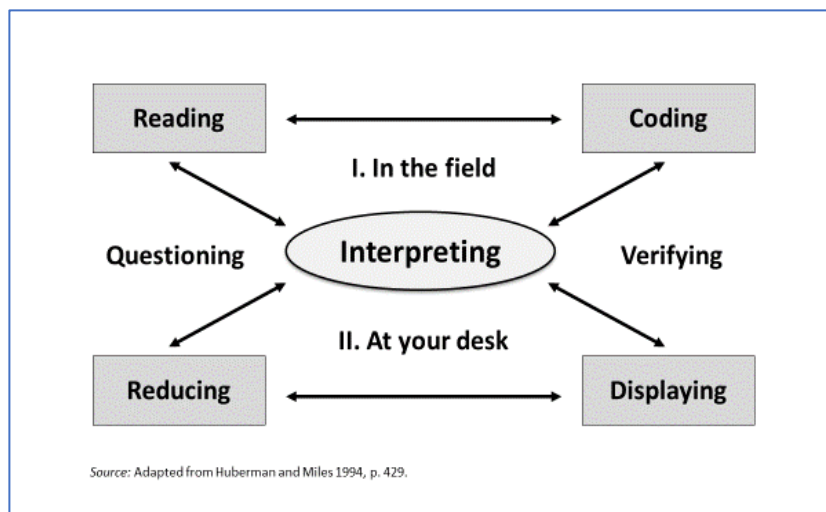 Reading
Coding
I. In the field
Questioning
Interpreting
Verifying
II. At your desk
Reducing
Displaying
Source: Adapted from Huberman and Miles 1994, p. 429.